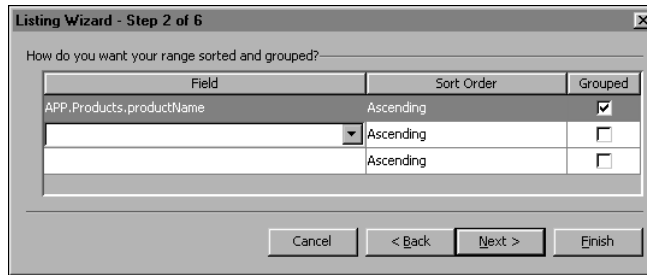 Listing Wizard - Step 2 of 6
How do you want your range sorted and grouped?
Field Sort Order Grouped
APP.Products.productName Ascending
Ascending
Ascending
Cancel < Back Next > Finish